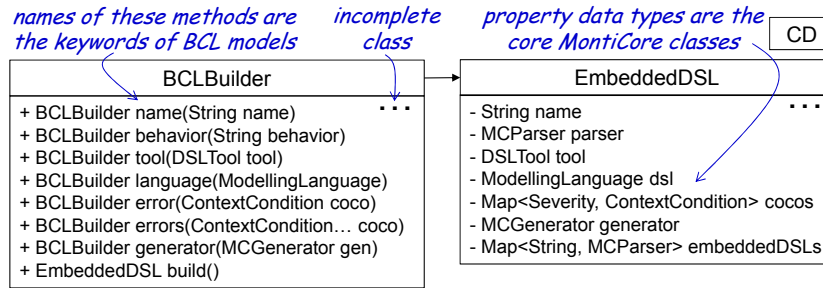 names of these methods are
the keywords of BCL models
incomplete
class
property data types are the
core MontiCore classes
CD
BCLBuilder
...
+ BCLBuilder name(String name)
+ BCLBuilder behavior(String behavior)
+ BCLBuilder tool(DSLTool tool)
+ BCLBuilder language(ModellingLanguage)
+ BCLBuilder error(ContextCondition coco)
+ BCLBuilder errors(ContextCondition… coco)
+ BCLBuilder generator(MCGenerator gen)
+ EmbeddedDSL build()
EmbeddedDSL
...
- String name
- MCParser parser
- DSLTool tool
- ModellingLanguage dsl
- Map<Severity, ContextCondition> cocos
- MCGenerator generator
- Map<String, MCParser> embeddedDSLs